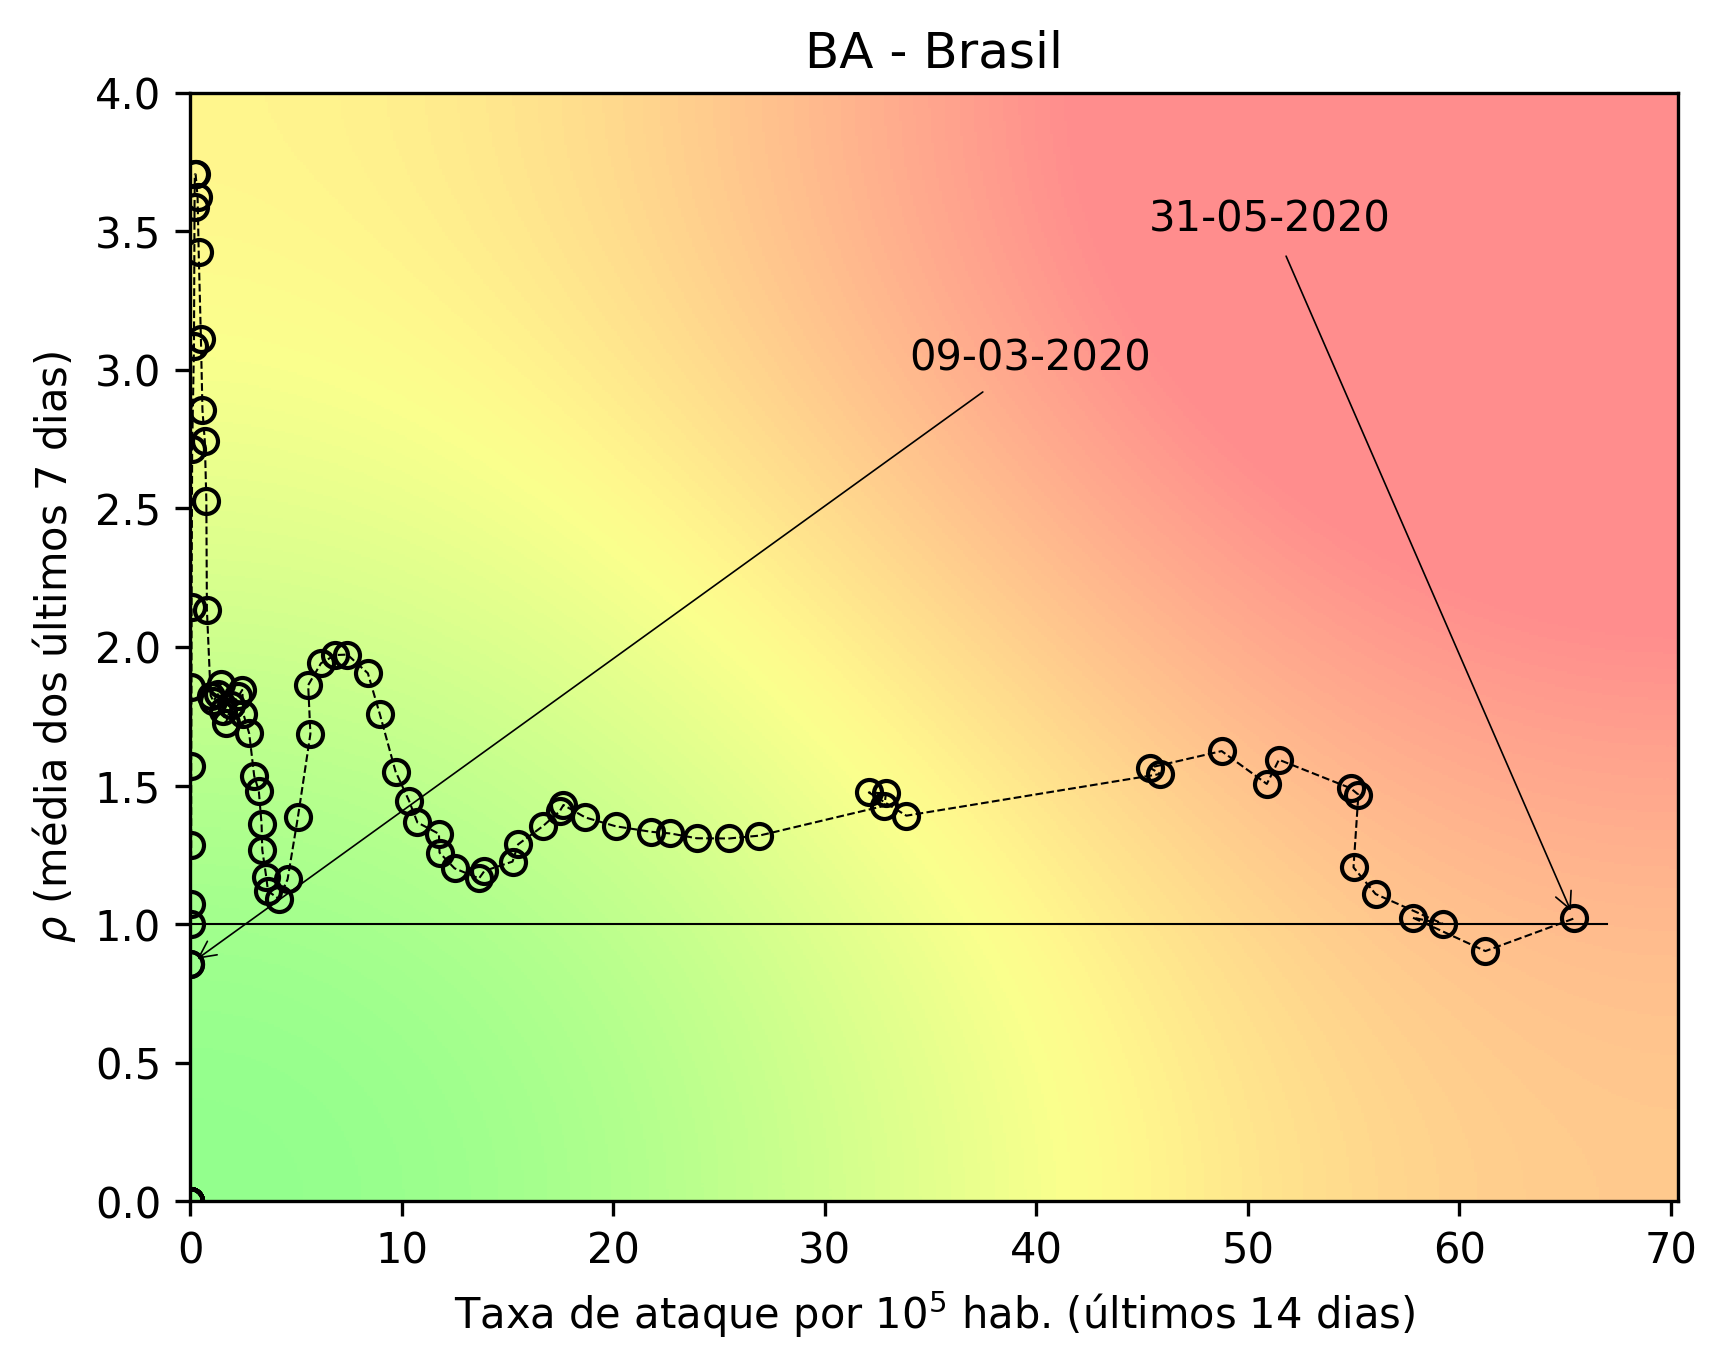 BA - Brasil
4.0
3.5
3.0
2.5
2.0
1.5
1.0
0.5
0.0
ρ (média dos últimos 7 dias)
31-05-2020
09-03-2020
0 10 20 30 40 50 60 70
Taxa de ataque por 10⁵ hab. (últimos 14 dias)